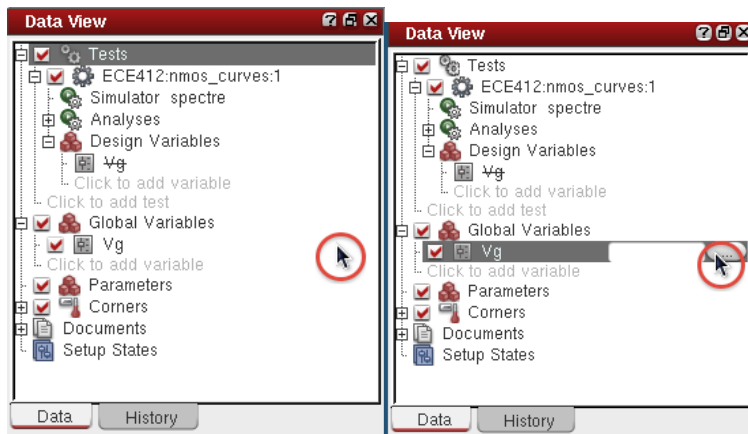 Data View
Tests
ECE412:nmos_curves:1
Simulator spectre
Analyses
Design Variables
Vg
Click to add variable
Click to add test
Global Variables
Vg
Click to add variable
Parameters
Corners
Documents
Setup States
Data History
Data View
Tests
ECE412:nmos_curves:1
Simulator spectre
Analyses
Design Variables
Vg
Click to add variable
Click to add test
Global Variables
Vg
Click to add variable
Parameters
Corners
Documents
Setup States
Data History